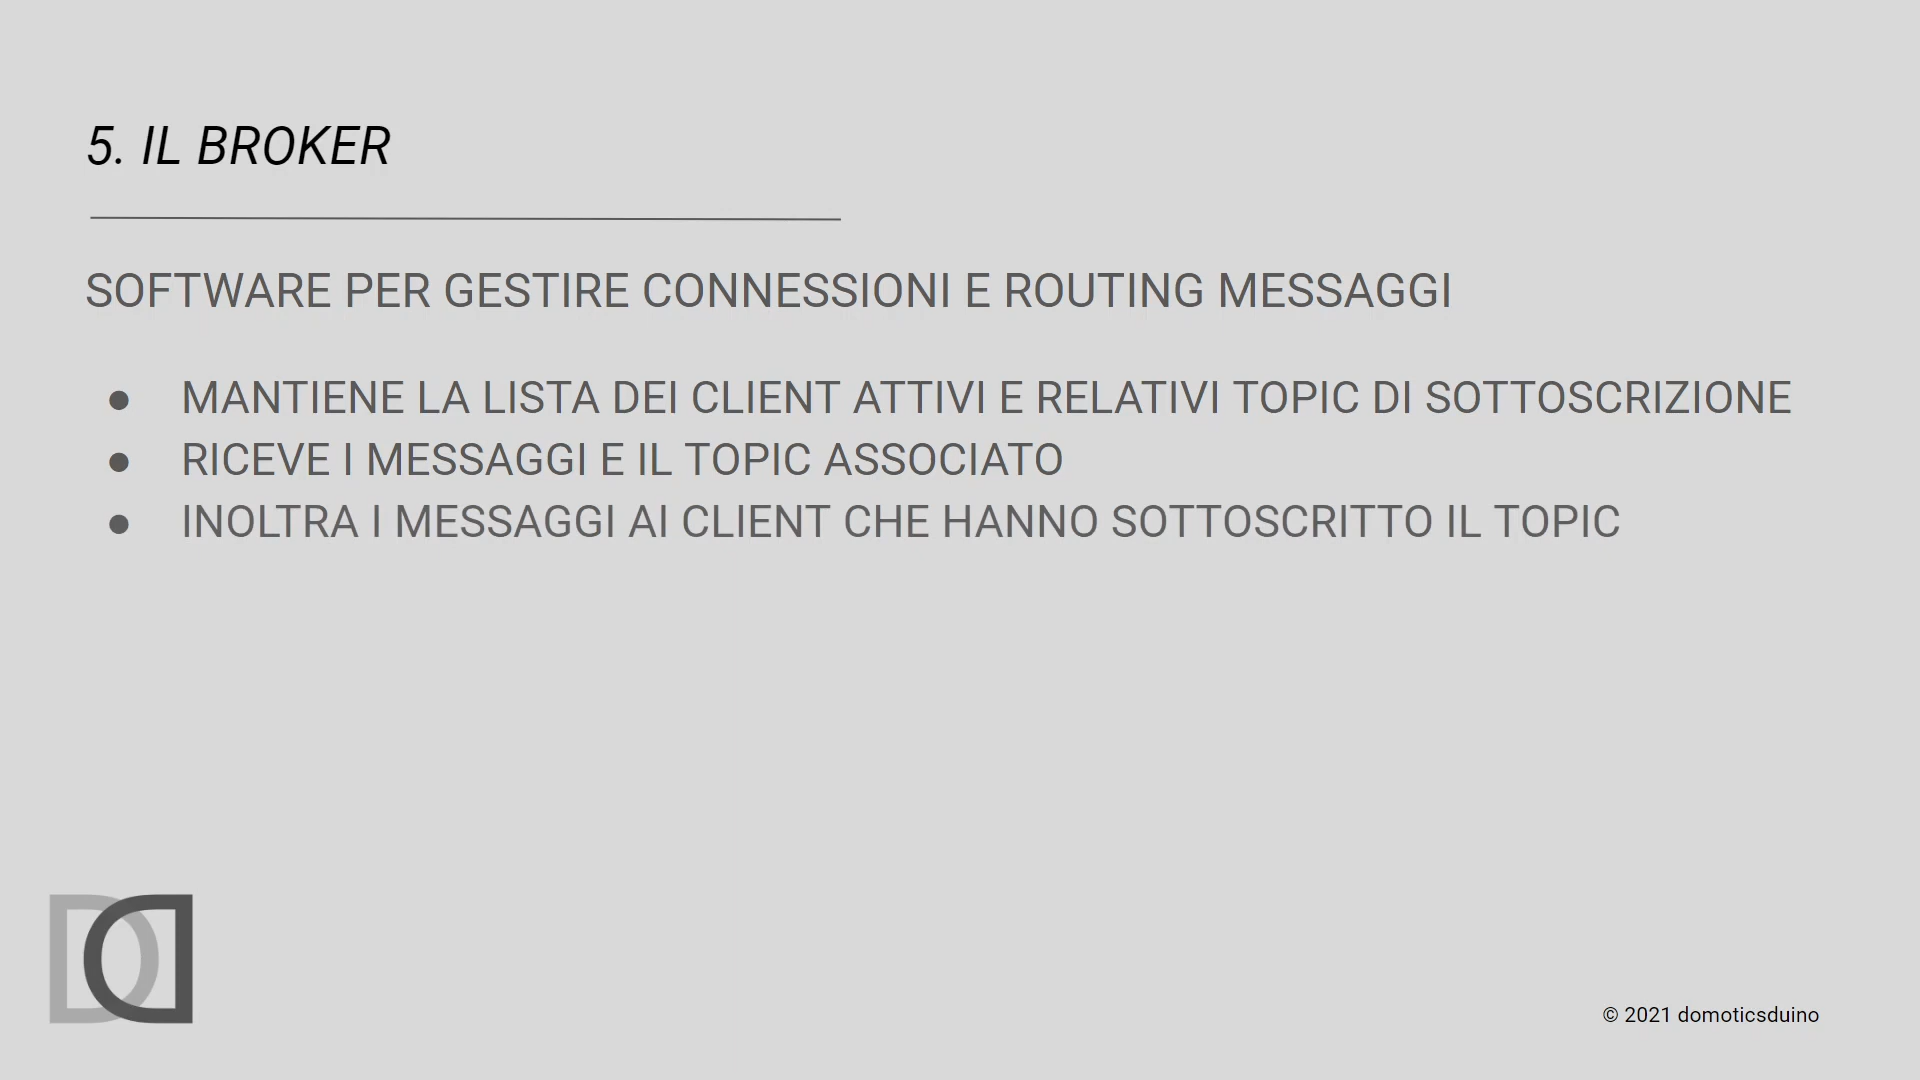 5. IL BROKER
SOFTWARE PER GESTIRE CONNESSIONI E ROUTING MESSAGGI
● MANTIENE LA LISTA DEI CLIENT ATTIVI E RELATIVI TOPIC DI SOTTOSCRIZIONE
● RICEVE I MESSAGGI E IL TOPIC ASSOCIATO
● INOLTRA I MESSAGGI AI CLIENT CHE HANNO SOTTOSCRITTO IL TOPIC
© 2021 domoticsduino